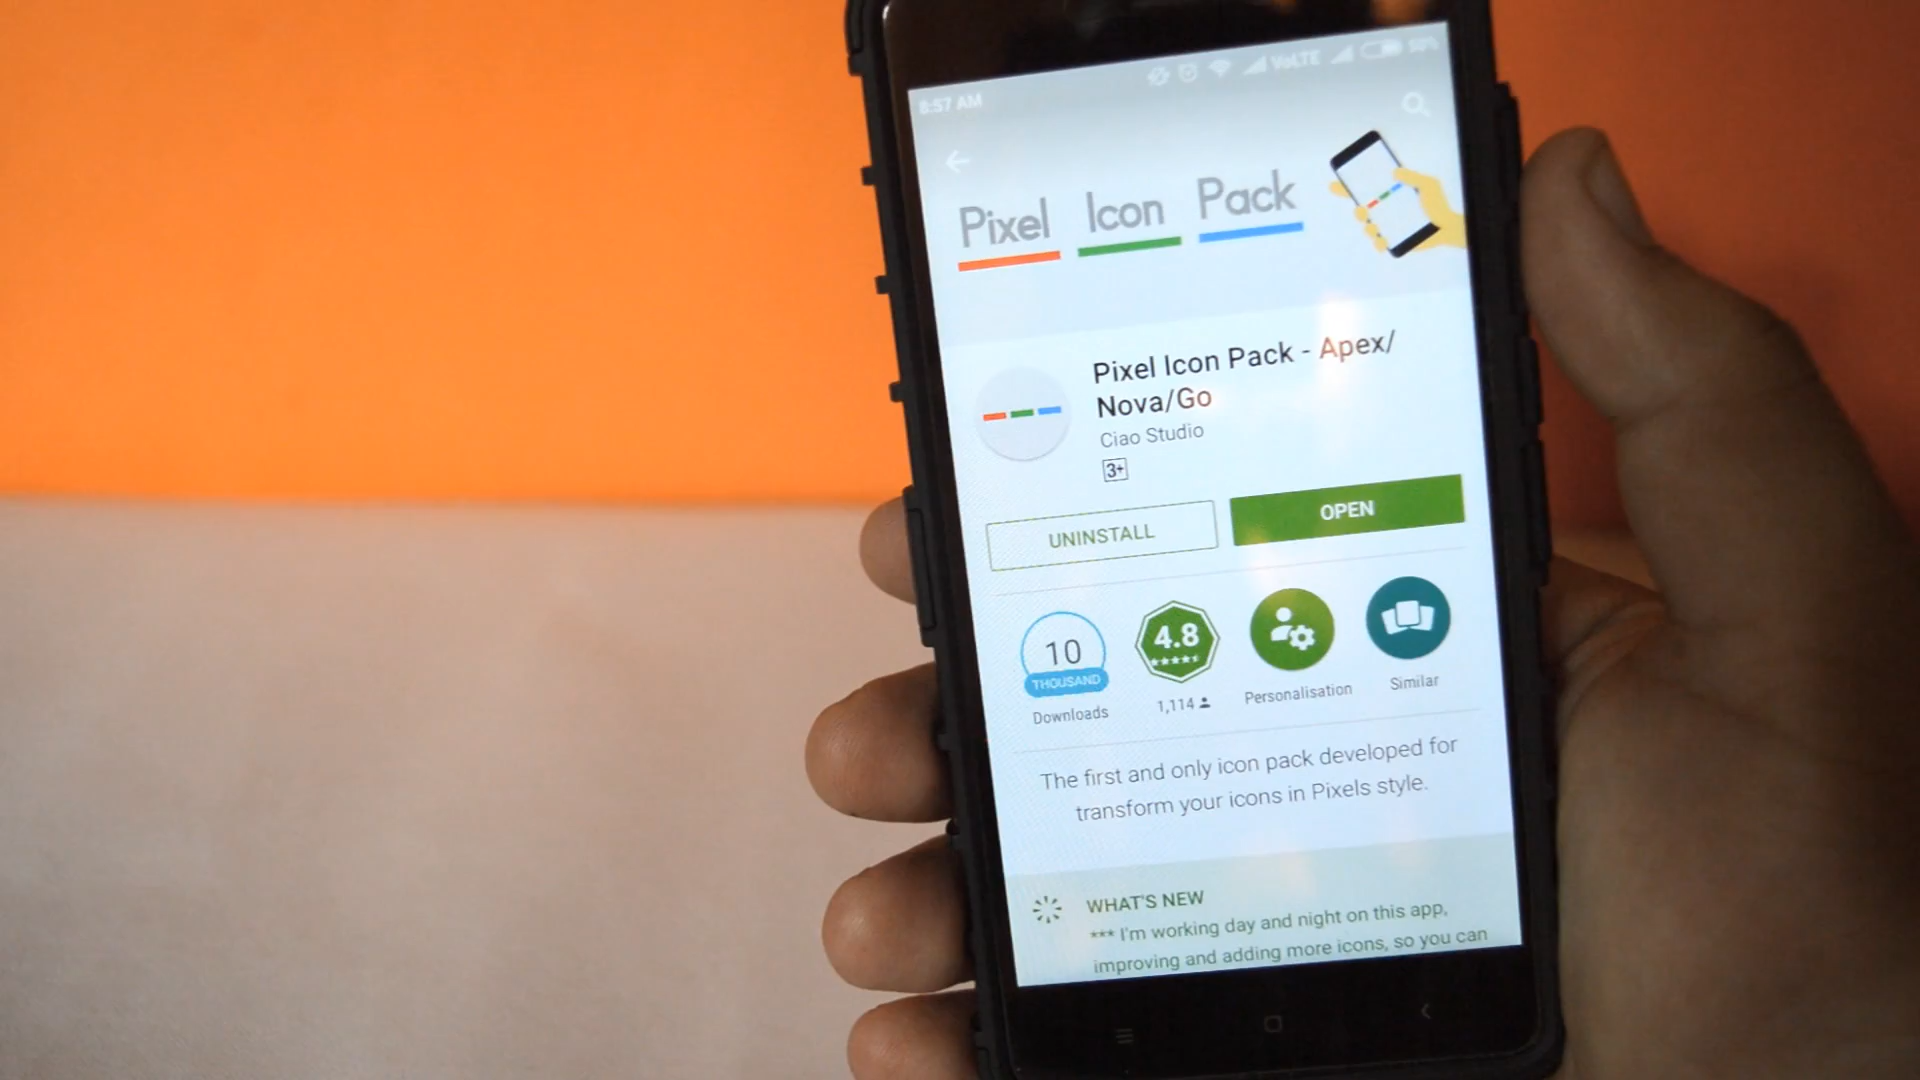 8:57 AM VoLTE 50%
Pixel Icon Pack
Pixel Icon Pack - Apex/
Nova/Go
Ciao Studio
3+
UNINSTALL OPEN
10 THOUSAND Downloads
4.8 1,114
Personalisation
Similar
The first and only icon pack developed for
transform your icons in Pixels style.
WHAT'S NEW
*** I'm working day and night on this app,
improving and adding more icons, so you can